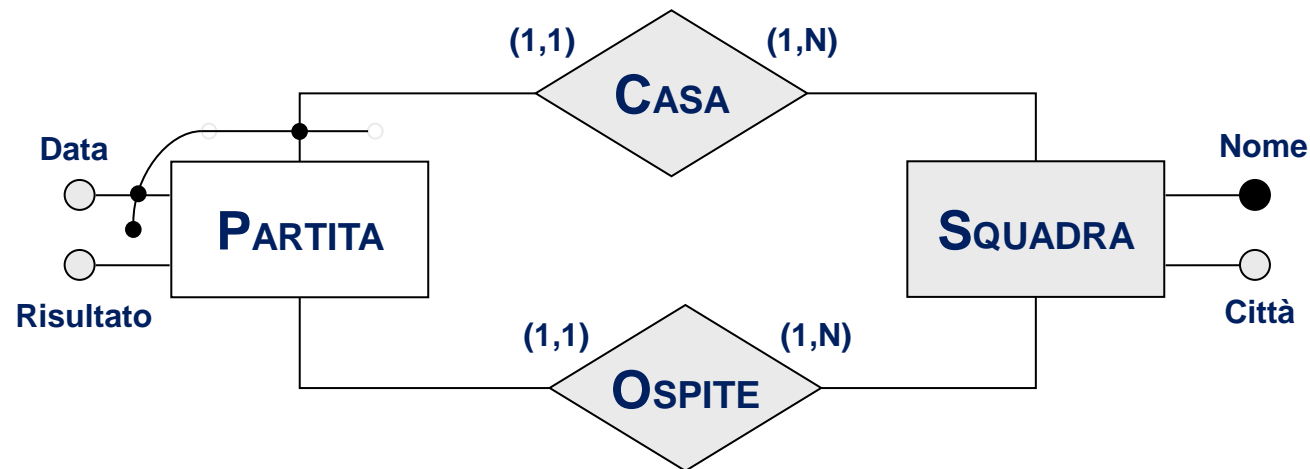 (1,1)
(1,N)
CASA
Data
Nome
PARTITA
SQUADRA
Risultato
Città
(1,1)
(1,N)
OSPITE